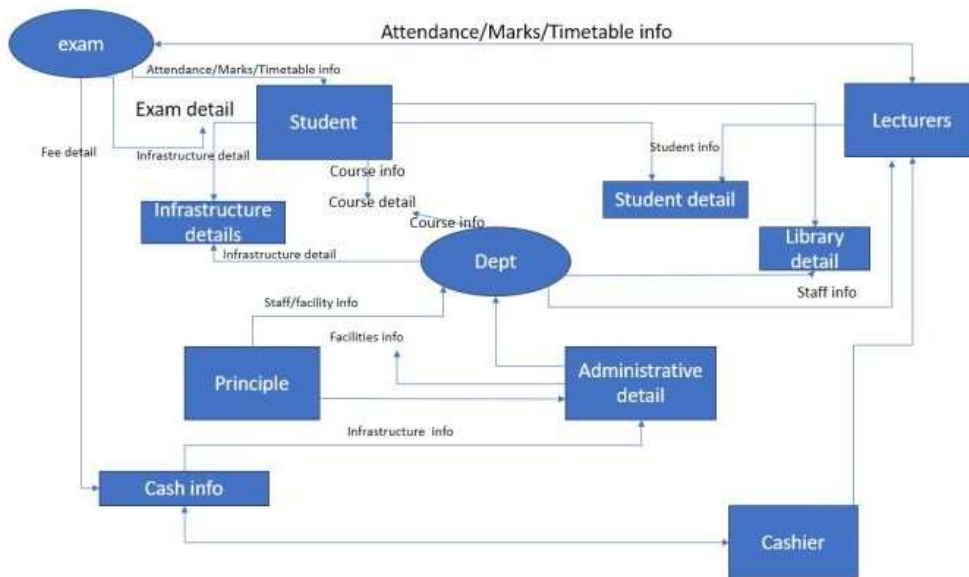 exam
Attendance/Marks/Timetable info
Attendance/Marks/Timetable info
Exam detail
Student
Lecturers
Fee detail
Infrastructure detail
Student info
Course info
Infrastructure
details
Course detail
Student detail
Course info
Library
detail
Infrastructure detail
Dept
Staff info
Staff/facility info
Facilities info
Principle
Administrative
detail
Infrastructure info
Cash info
Cashier